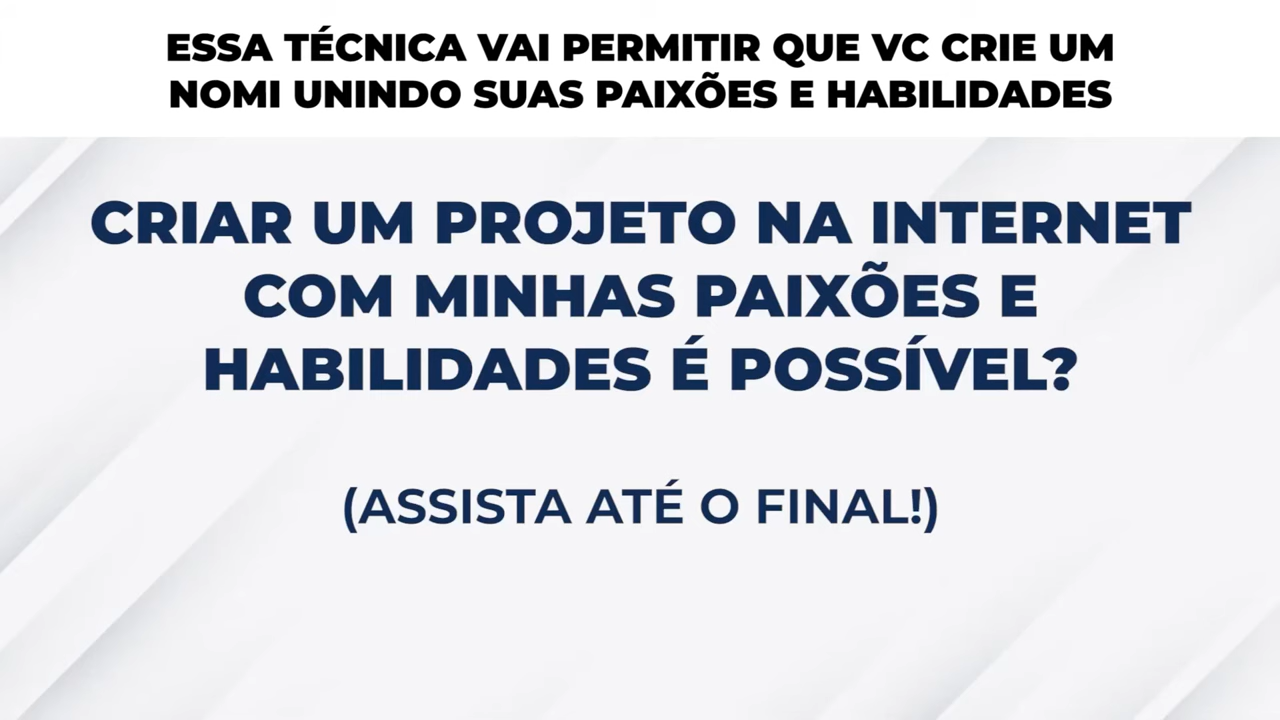 ESSA TÉCNICA VAI PERMITIR QUE VC CRIE UM
NOMI UNINDO SUAS PAIXÕES E HABILIDADES
CRIAR UM PROJETO NA INTERNET
COM MINHAS PAIXÕES E
HABILIDADES É POSSÍVEL?
(ASSISTA ATÉ O FINAL!)